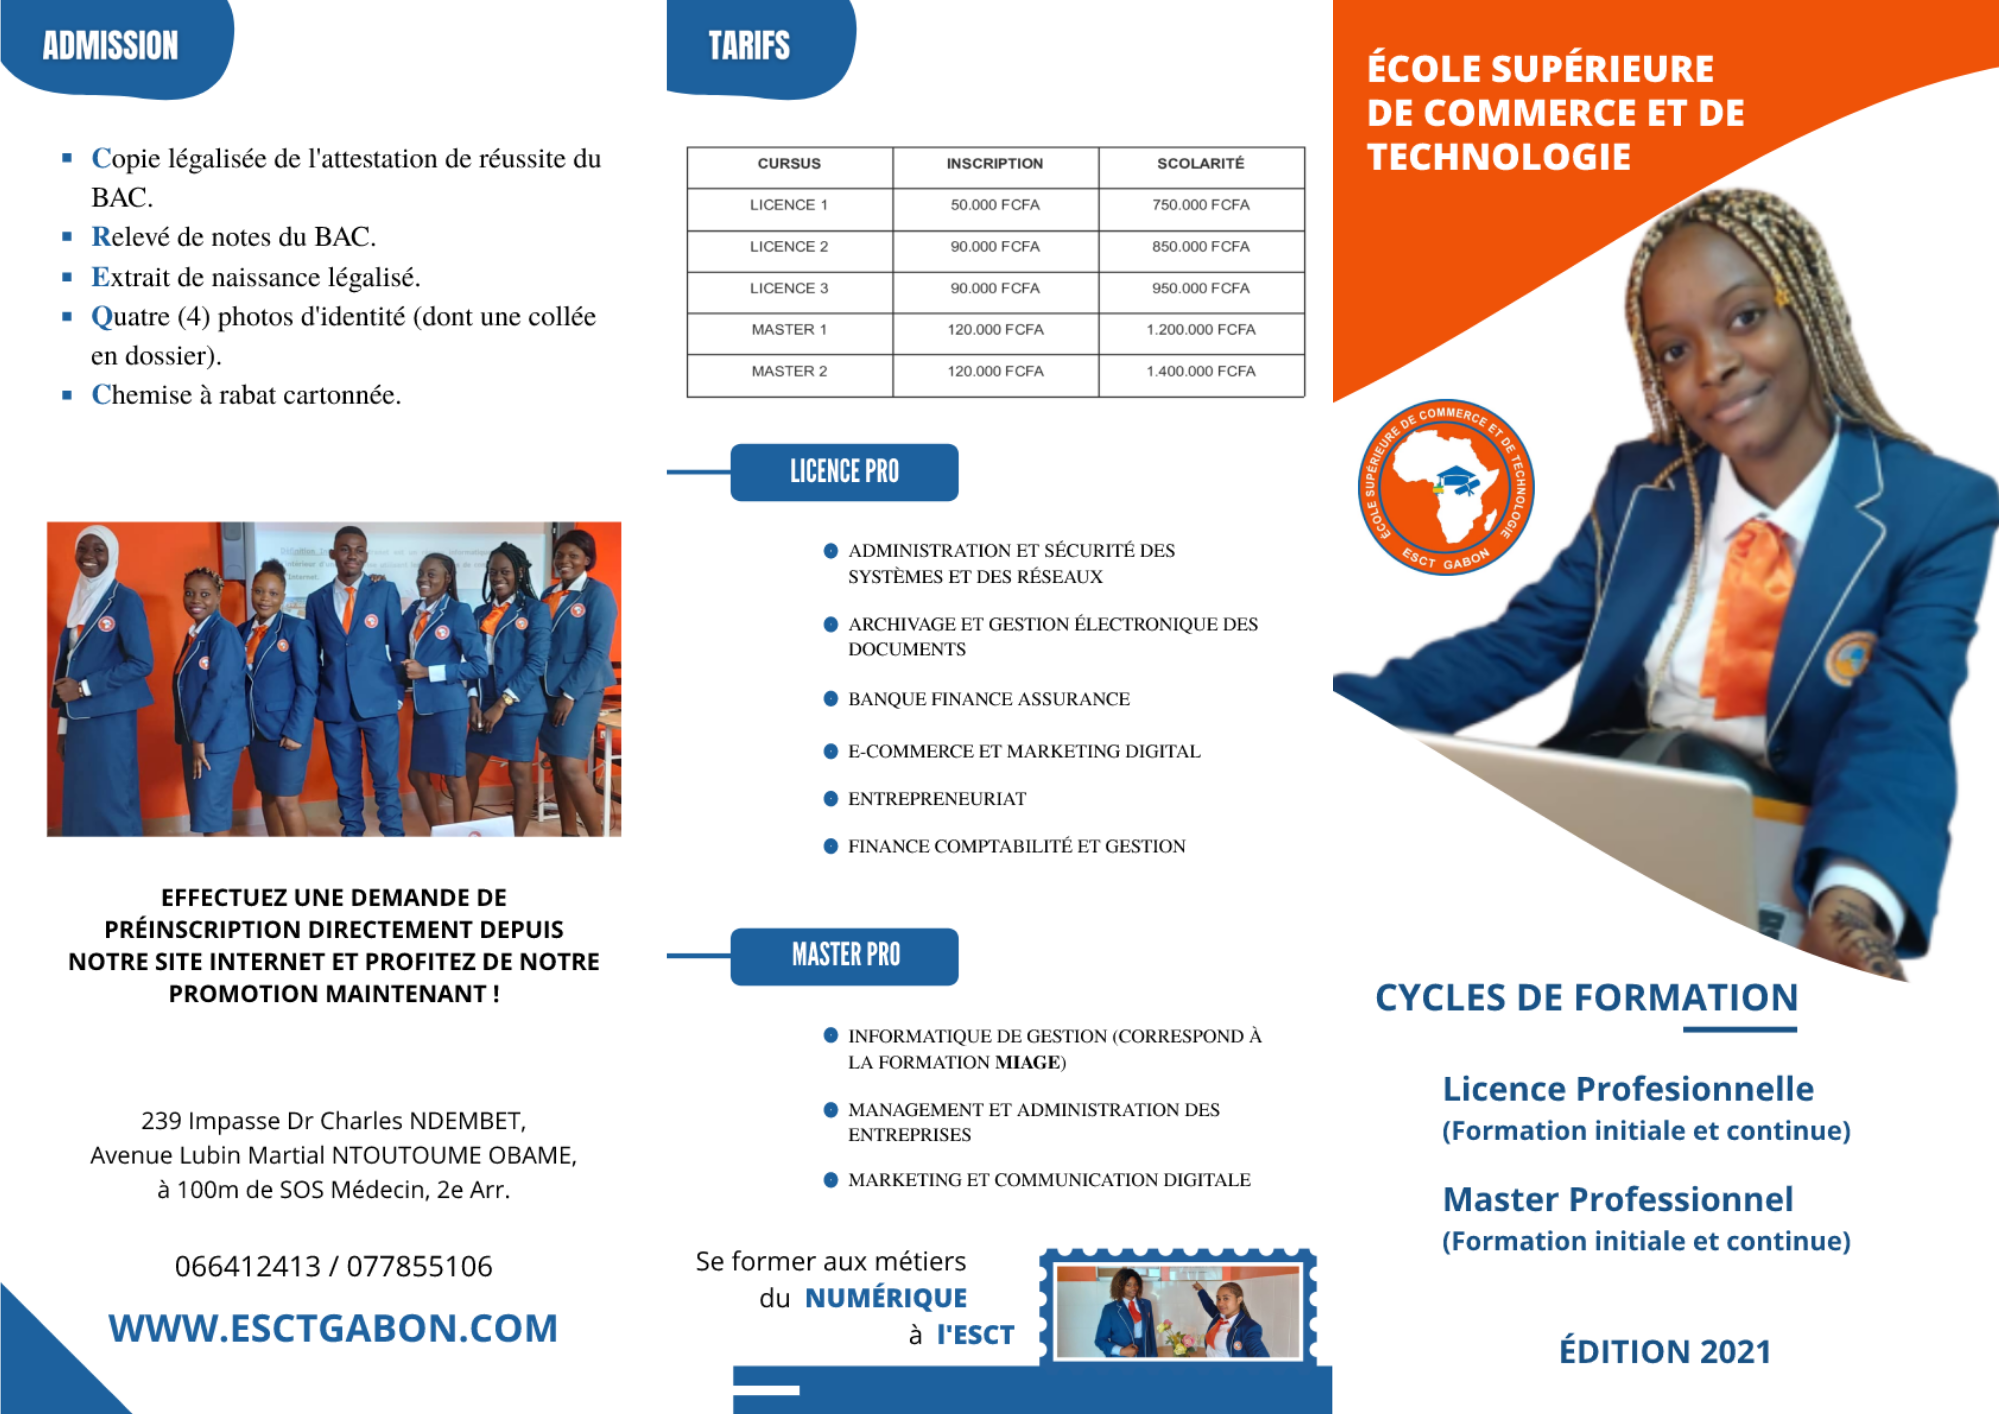 ADMISSION
Copie légalisée de l'attestation de réussite du
BAC.
Relevé de notes du BAC.
Extrait de naissance légalisé.
Quatre (4) photos d'identité (dont une collée
en dossier).
Chemise à rabat cartonnée.
EFFECTUEZ UNE DEMANDE DE
PRÉINSCRIPTION DIRECTEMENT DEPUIS
NOTRE SITE INTERNET ET PROFITEZ DE NOTRE
PROMOTION MAINTENANT !
239 Impasse Dr Charles NDEMBET,
Avenue Lubin Martial NTOUTOUME OBAME,
à 100m de SOS Médecin, 2e Arr.
066412413 / 077855106
WWW.ESCTGABON.COM
TARIFS
CURSUS INSCRIPTION SCOLARITÉ
LICENCE 1 50.000 FCFA 750.000 FCFA
LICENCE 2 90.000 FCFA 850.000 FCFA
LICENCE 3 90.000 FCFA 950.000 FCFA
MASTER 1 120.000 FCFA 1.200.000 FCFA
MASTER 2 120.000 FCFA 1.400.000 FCFA
LICENCE PRO
ADMINISTRATION ET SÉCURITÉ DES
SYSTÈMES ET DES RÉSEAUX
ARCHIVAGE ET GESTION ÉLECTRONIQUE DES
DOCUMENTS
BANQUE FINANCE ASSURANCE
E-COMMERCE ET MARKETING DIGITAL
ENTREPRENEURIAT
FINANCE COMPTABILITÉ ET GESTION
MASTER PRO
INFORMATIQUE DE GESTION (CORRESPOND À
LA FORMATION MIAGE)
MANAGEMENT ET ADMINISTRATION DES
ENTREPRISES
MARKETING ET COMMUNICATION DIGITALE
Se former aux métiers
du NUMÉRIQUE
à l'ESCT
ÉCOLE SUPÉRIEURE
DE COMMERCE ET DE
TECHNOLOGIE
ÉCOLE SUPÉRIEURE DE COMMERCE ET DE TECHNOLOGIE
ESCT GABON
CYCLES DE FORMATION
Licence Profesionnelle
(Formation initiale et continue)
Master Professionnel
(Formation initiale et continue)
ÉDITION 2021